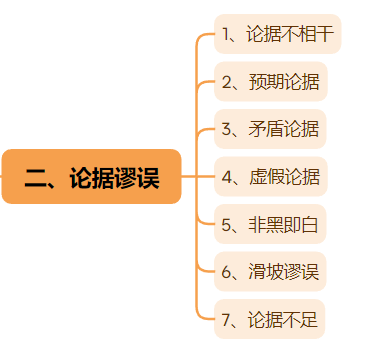 二、论据谬误
1、论据不相干
2、预期论据
3、矛盾论据
4、虚假论据
5、非黑即白
6、滑坡谬误
7、论据不足